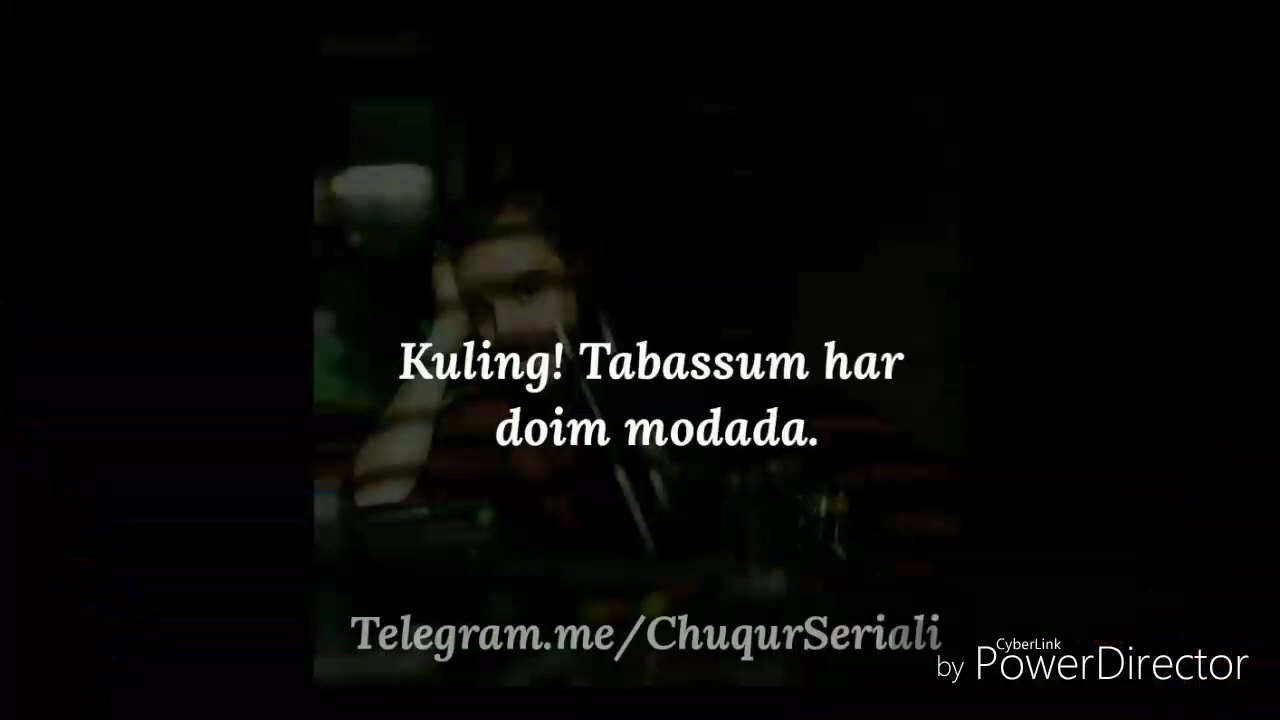 Kuling! Tabassum har
doim modada.
Telegram.me/ChuqurSeriali
CyberLink
by PowerDirector